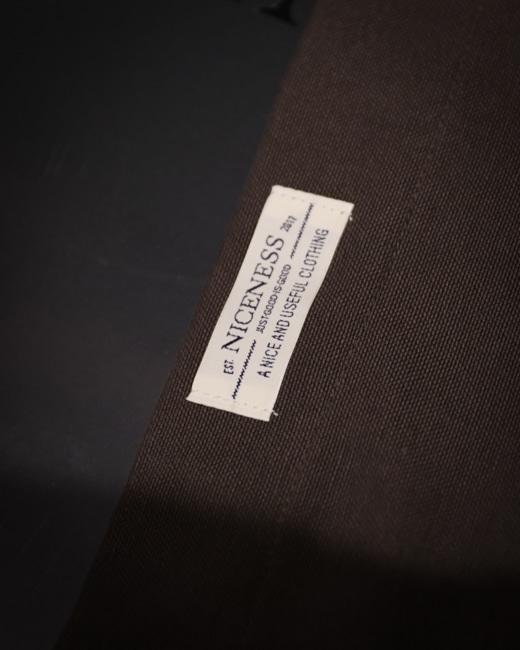 EST. NICENESS 2017
JUST·GOOD·IS·GOOD
A NICE AND USEFUL CLOTHING